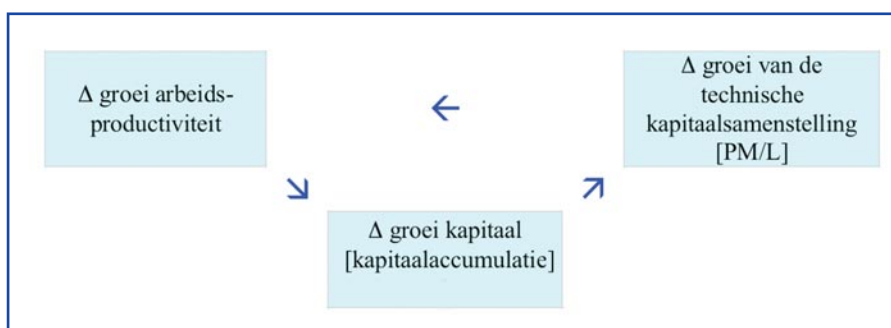 Δ groei arbeids-
productiviteit
←
Δ groei van de
technische
kapitaalsamenstelling
[PM/L]
↘
↗
Δ groei kapitaal
[kapitaalaccumulatie]